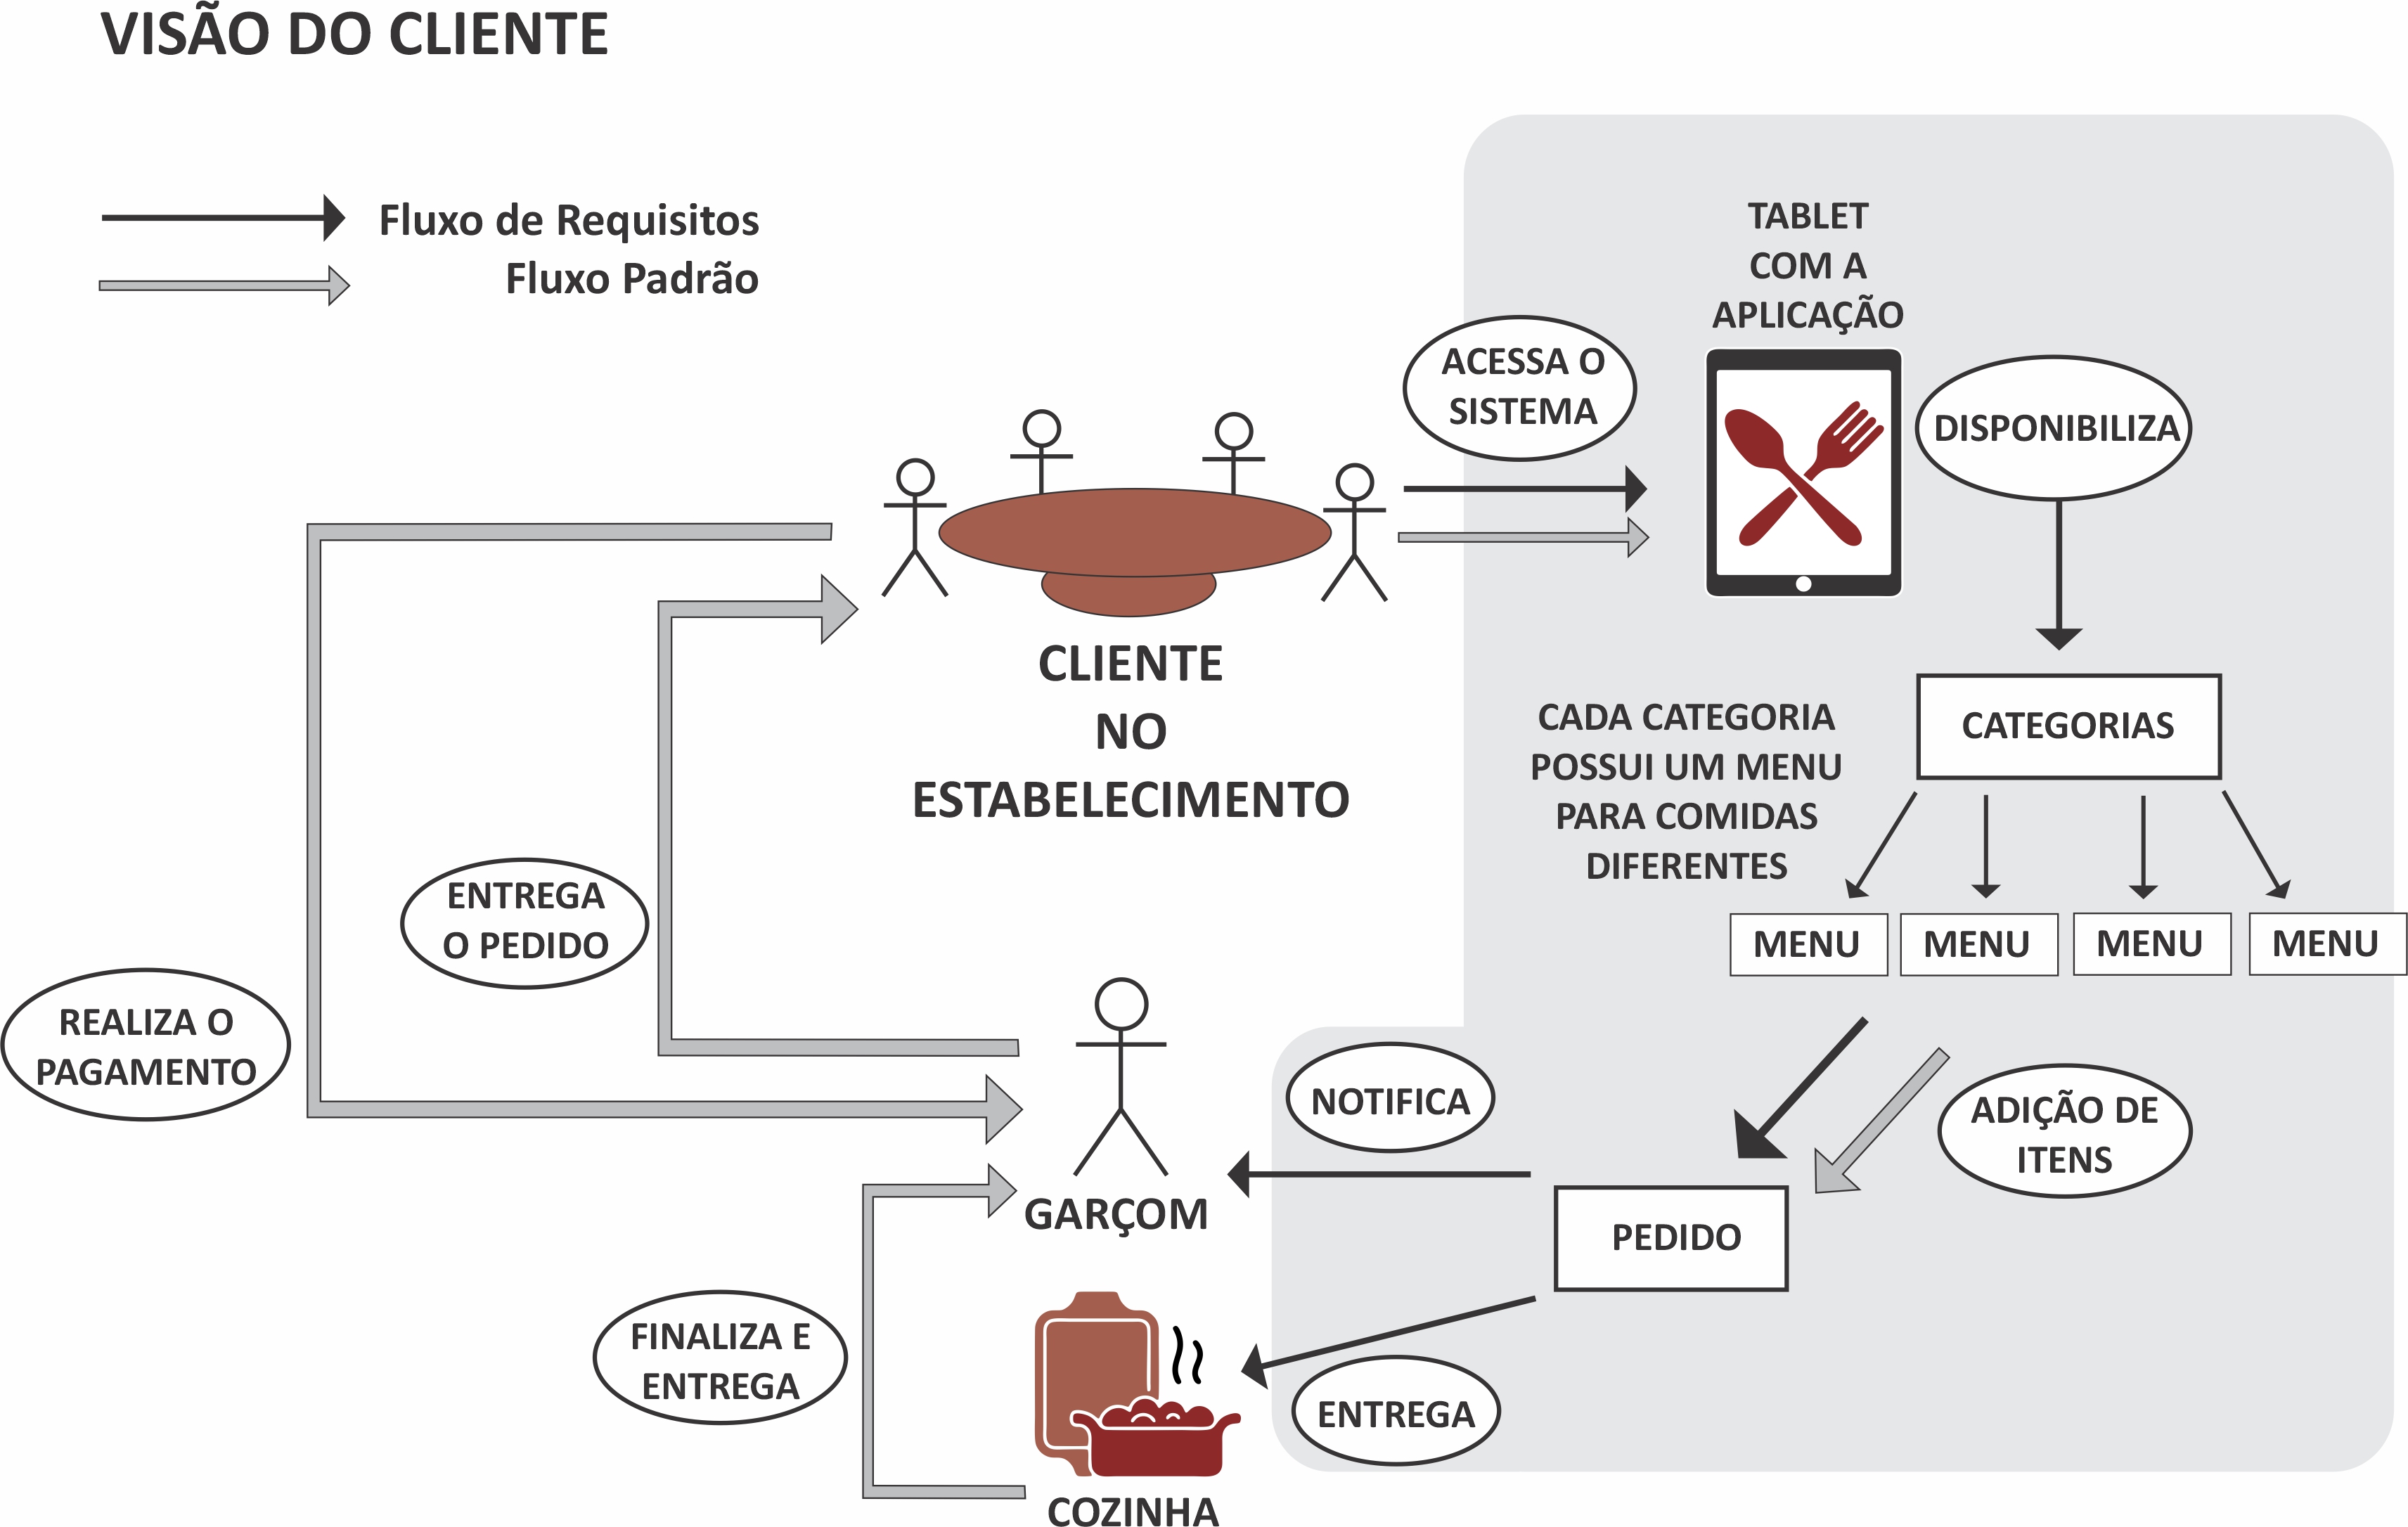 VISÃO DO CLIENTE
Fluxo de Requisitos
Fluxo Padrão
TABLET
COM A
APLICAÇÃO
ACESSA O
SISTEMA
DISPONIBILIZA
CLIENTE
NO
ESTABELECIMENTO
CATEGORIAS
CADA CATEGORIA
POSSUI UM MENU
PARA COMIDAS
DIFERENTES
MENU
MENU
MENU
MENU
ENTREGA
O PEDIDO
REALIZA O
PAGAMENTO
NOTIFICA
ADIÇÃO DE
ITENS
GARÇOM
PEDIDO
FINALIZA E
ENTREGA
ENTREGA
COZINHA